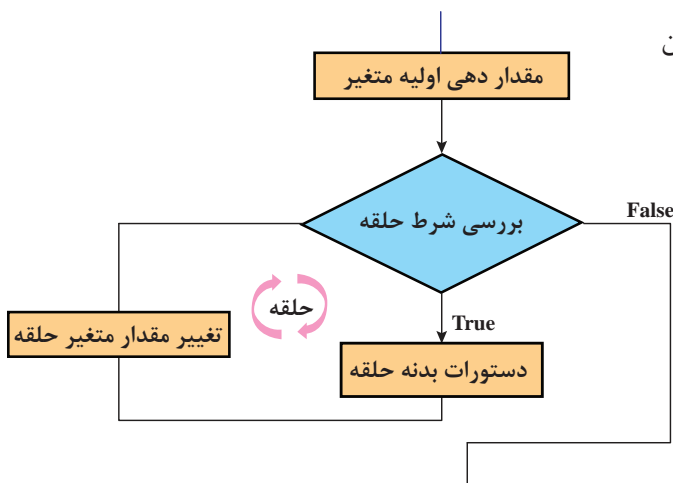 ن
مقدار دهی اولیه متغیر
بررسی شرط حلقه
False
حلقه
True
تغییر مقدار متغیر حلقه
دستورات بدنه حلقه